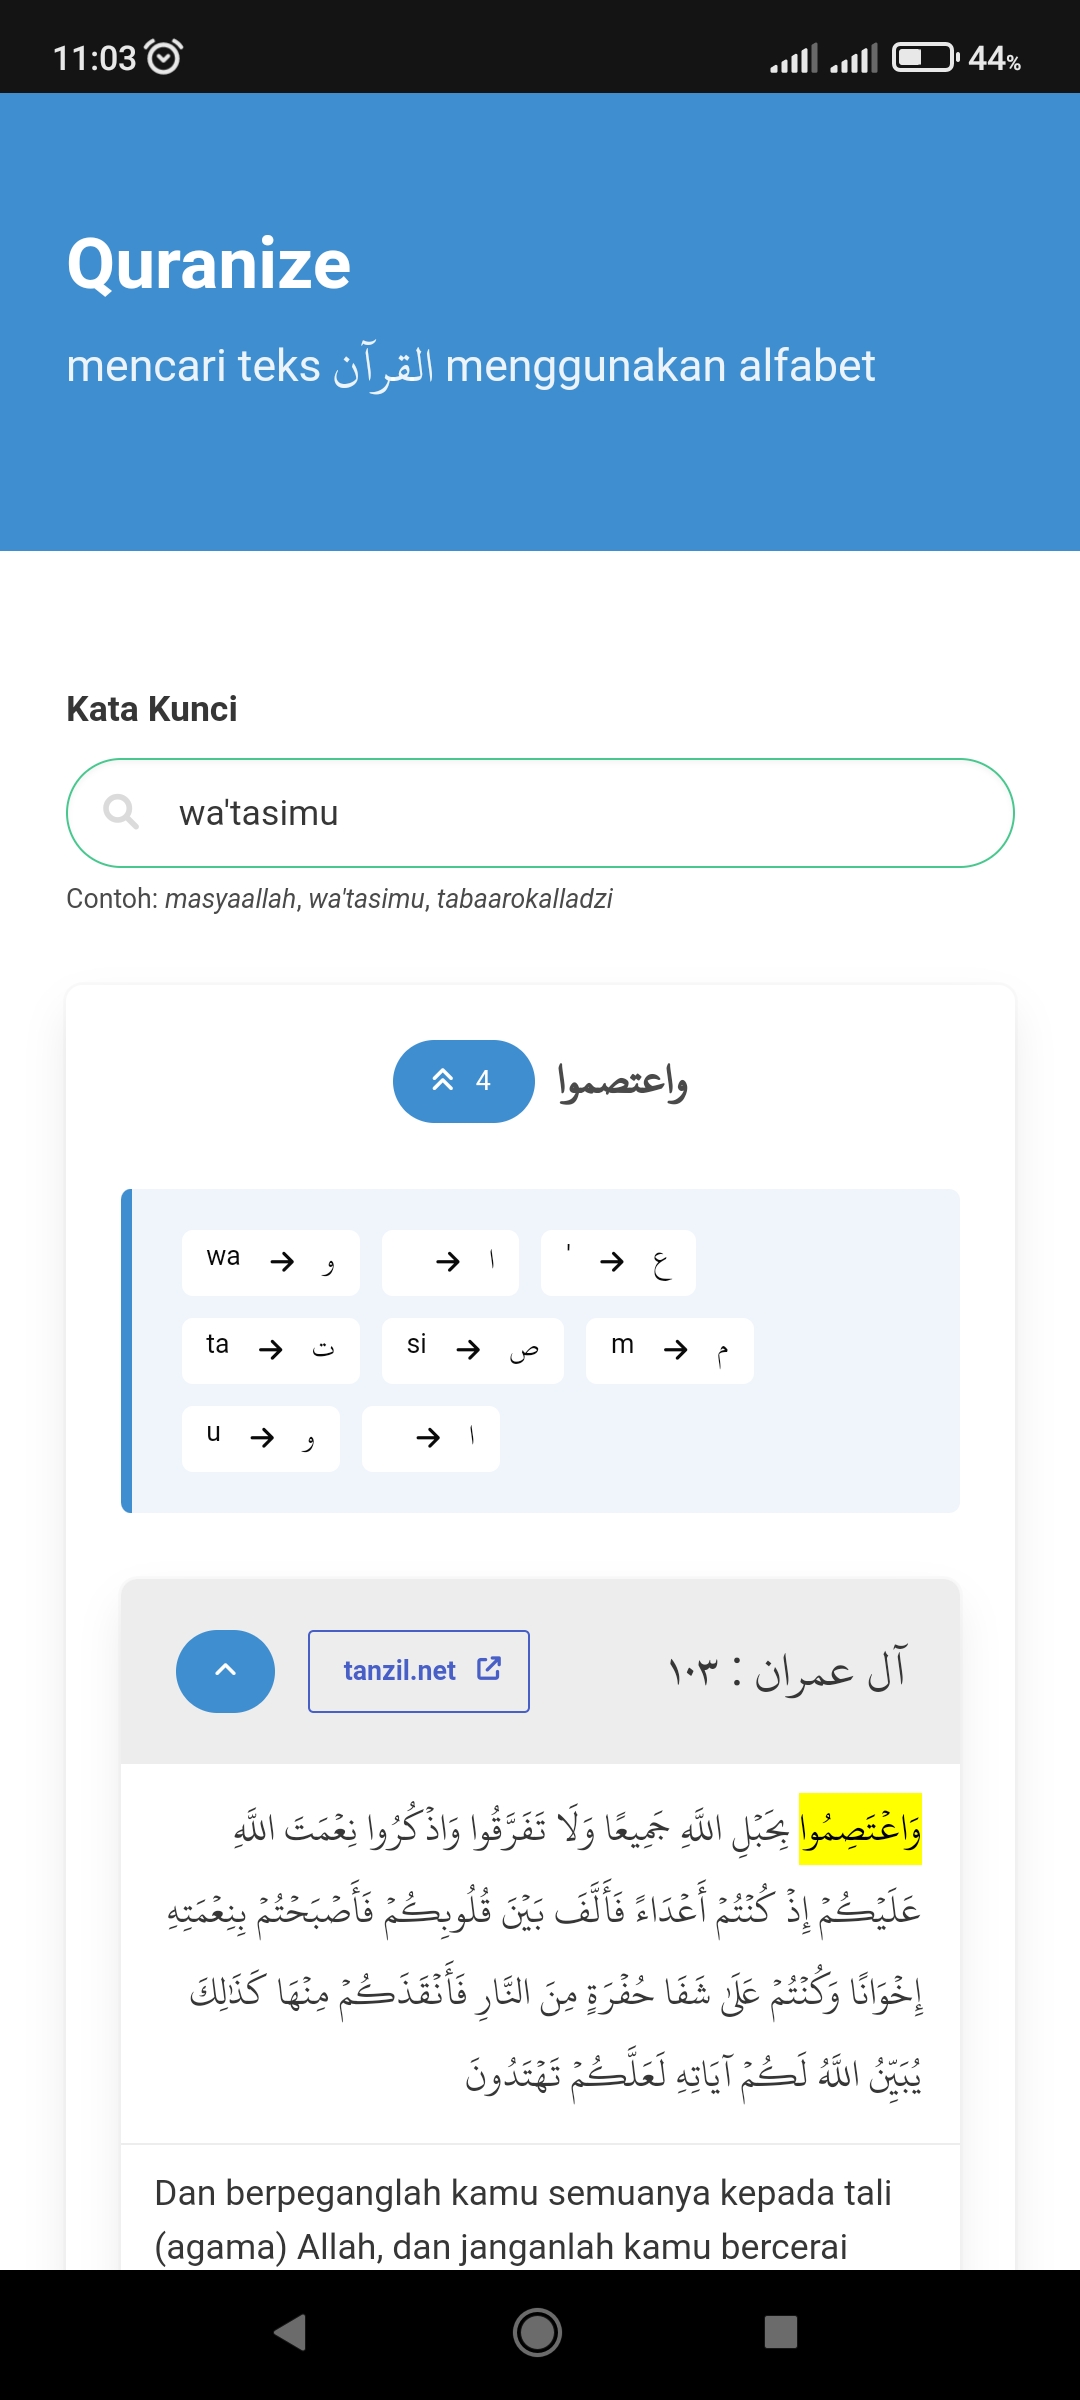 11:03 44%
Quranize
mencari teks القرآن menggunakan alfabet
Kata Kunci
wa'tasimu
Contoh: masyaallah, wa'tasimu, tabaarokalladzi
4 واعتصموا
wa → و → ا ' → ع
ta → ت si → ص m → م
u → و → ا
tanzil.net آل عمران : ١٠٣
وَاعْتَصِمُوا بِحَبْلِ اللَّهِ جَمِيعًا وَلَا تَفَرَّقُوا وَاذْكُرُوا نِعْمَتَ اللَّهِ
عَلَيْكُمْ إِذْ كُنْتُمْ أَعْدَاءً فَأَلَّفَ بَيْنَ قُلُوبِكُمْ فَأَصْبَحْتُمْ بِنِعْمَتِهِ
إِخْوَانًا وَكُنْتُمْ عَلَىٰ شَفَا حُفْرَةٍ مِنَ النَّارِ فَأَنْقَذَكُمْ مِنْهَا كَذَٰلِكَ
يُبَيِّنُ اللَّهُ لَكُمْ آيَاتِهِ لَعَلَّكُمْ تَهْتَدُونَ
Dan berpeganglah kamu semuanya kepada tali
(agama) Allah, dan janganlah kamu bercerai